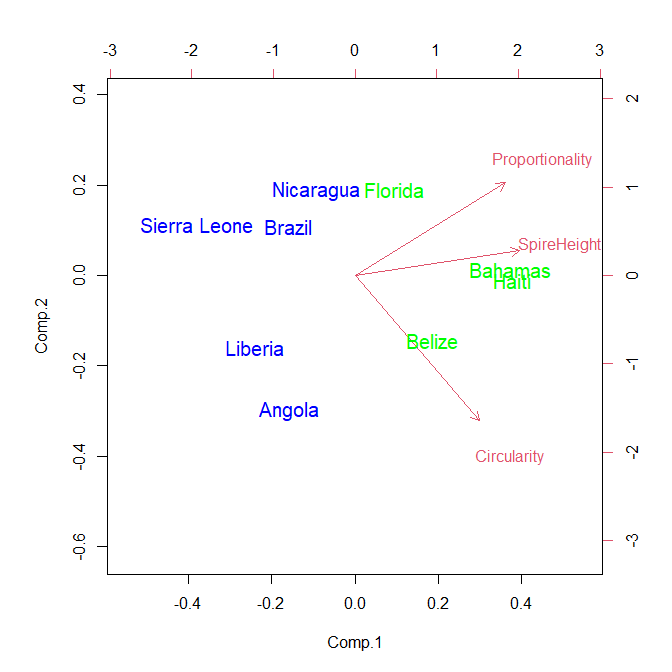 -3 -2 -1 0 1 2 3
Proportionality
Nicaragua Florida
Sierra Leone Brazil
SpireHeight
Bahamas
Haiti
Belize
Liberia
Angola
Circularity
0.4
0.2
0.0
-0.2
-0.4
-0.6
Comp.2
2
1
0
-1
-2
-3
-0.4 -0.2 0.0 0.2 0.4
Comp.1